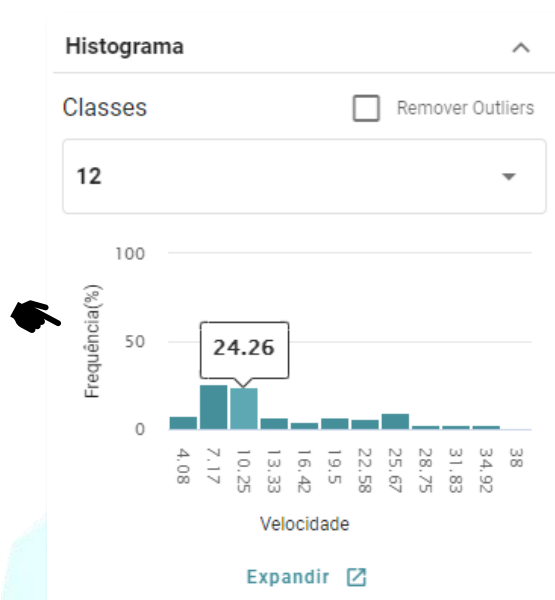 Histograma
Classes
Remover Outliers
12
100
50
0
Frequência(%)
24.26
4.08
7.17
10.25
13.33
16.42
19.5
22.58
25.67
28.75
31.83
34.92
38
Velocidade
Expandir